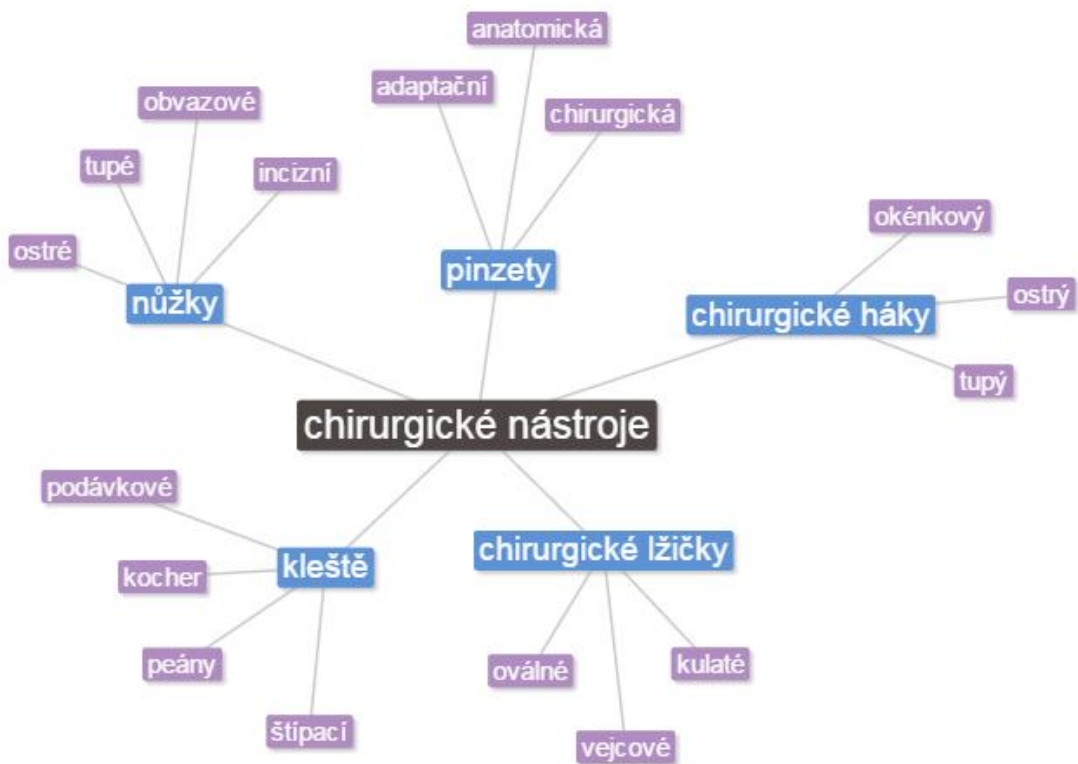 anatomická
adaptační
obvazové
chirurgická
tupé
incizní
okénkový
ostré
pinzety
ostrý
nůžky
chirurgické háky
tupý
chirurgické nástroje
podávkové
chirurgické lžičky
kleště
kocher
peány
oválné
kulaté
štípací
vejcové